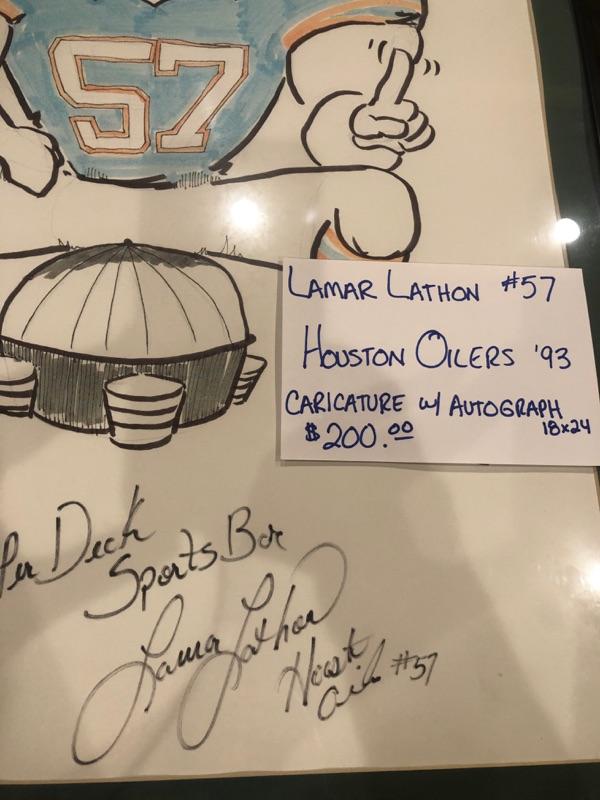 57
LAMAR LATHON #57
HOUSTON OILERS '93
CARICATURE W/ AUTOGRAPH
$200.00 18x24
per Deck
Sports Bar
Lamar Lathon
Houston
Oilers #57